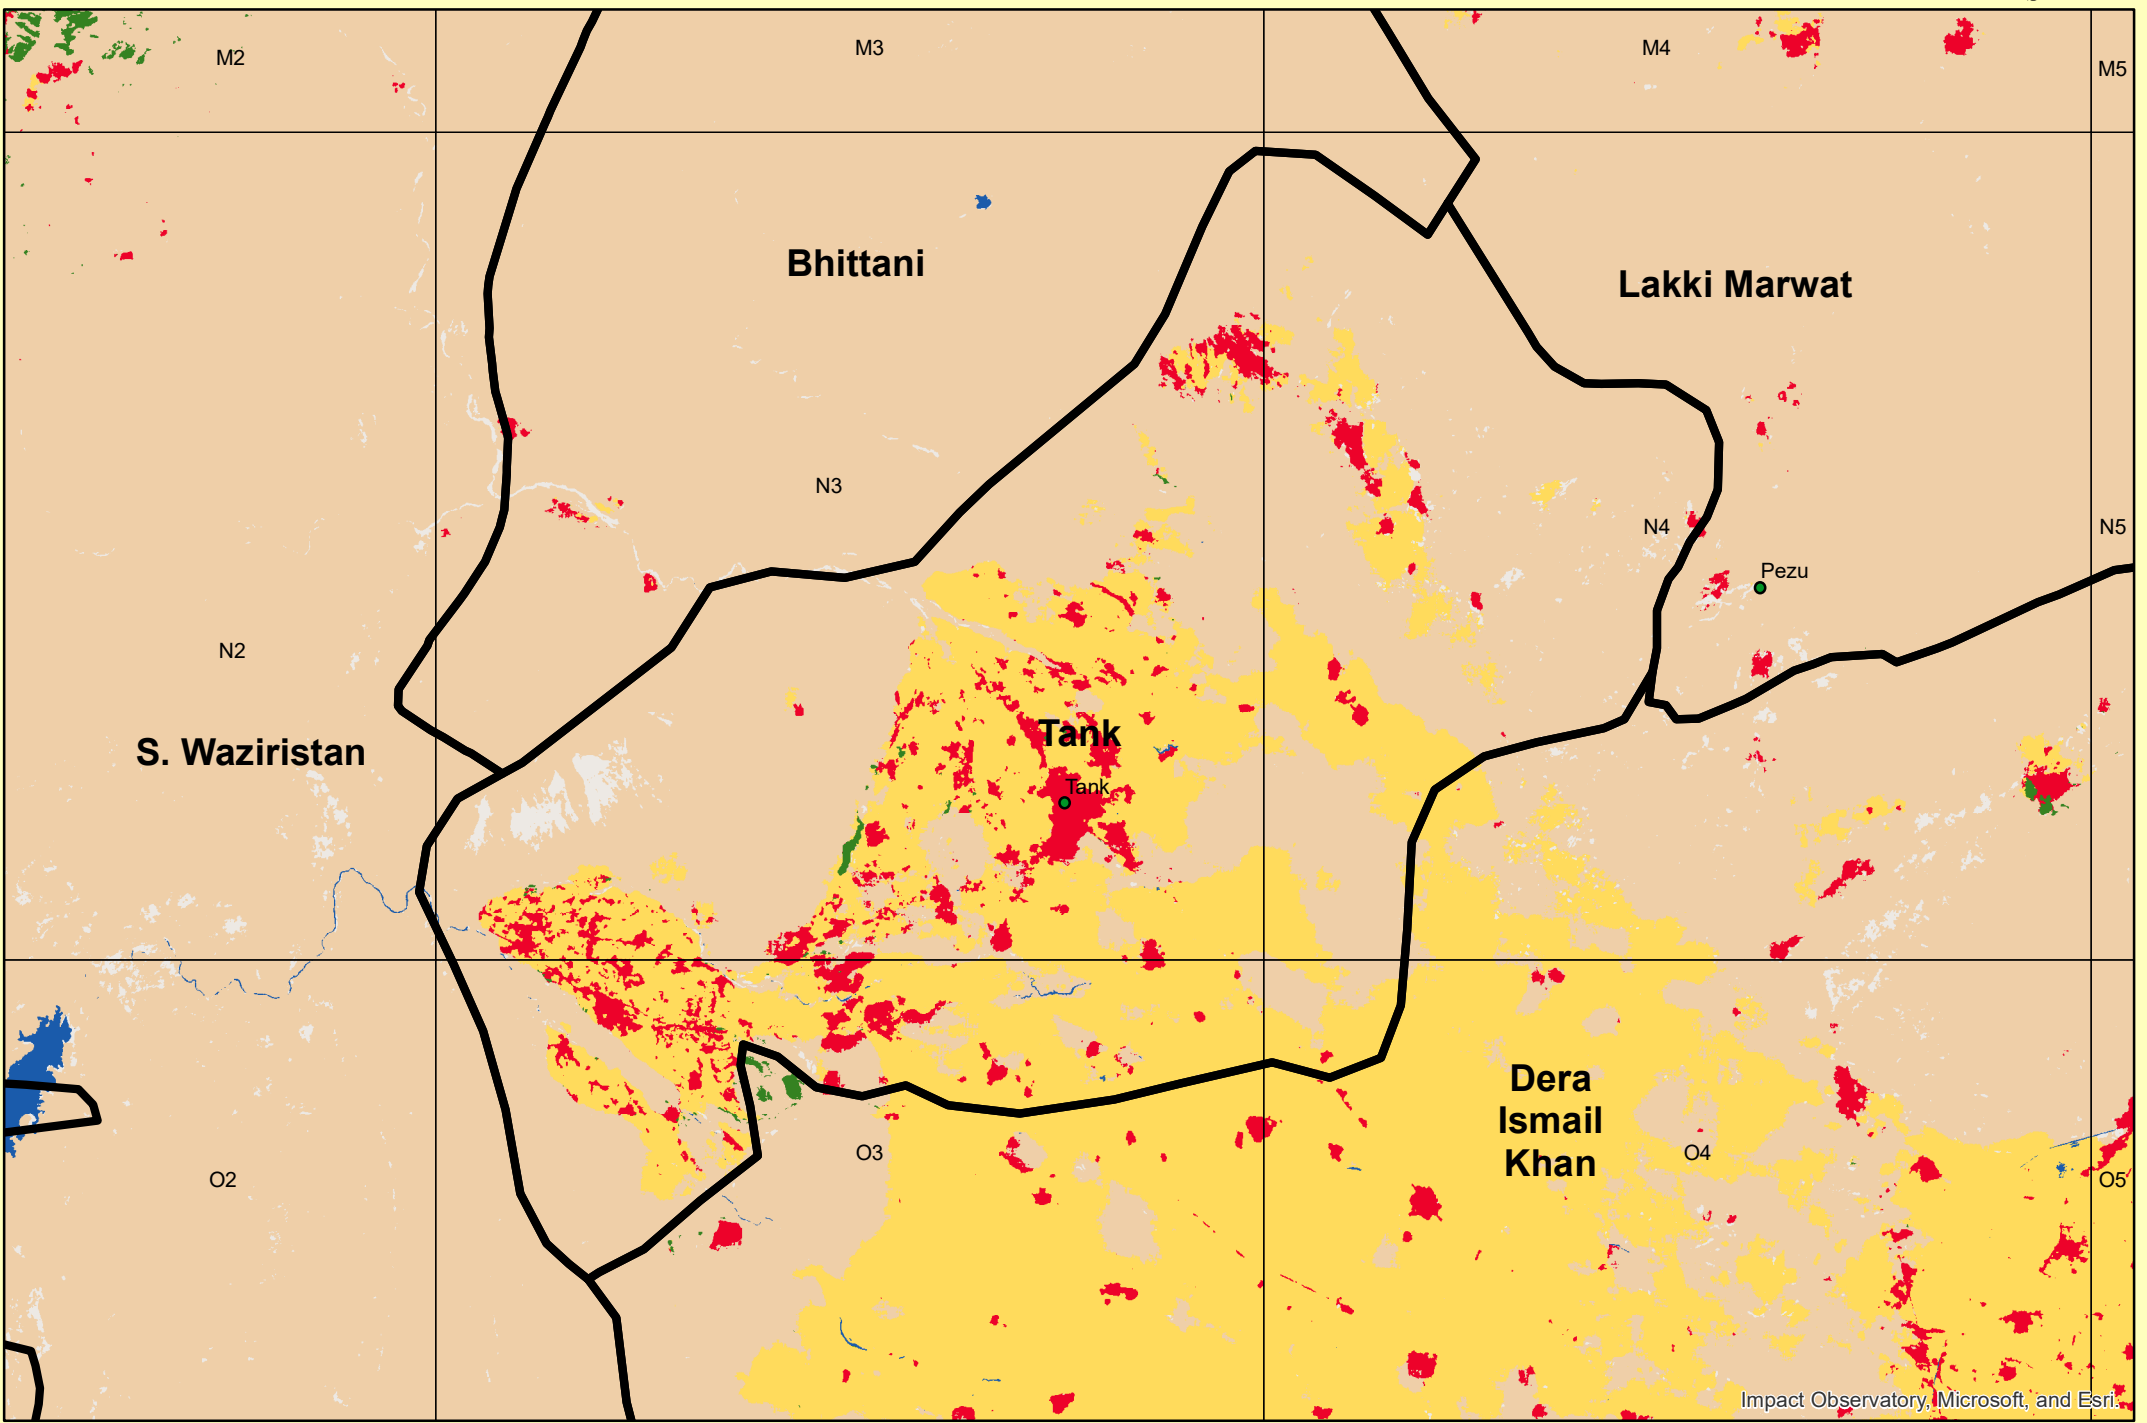 M2
M3
M4
M5
Bhittani
Lakki Marwat
N3
N4
N5
Pezu
N2
S. Waziristan
Tank
Tank
Dera
Ismail
Khan
O2
O3
O4
O5
Impact Observatory, Microsoft, and Esri.